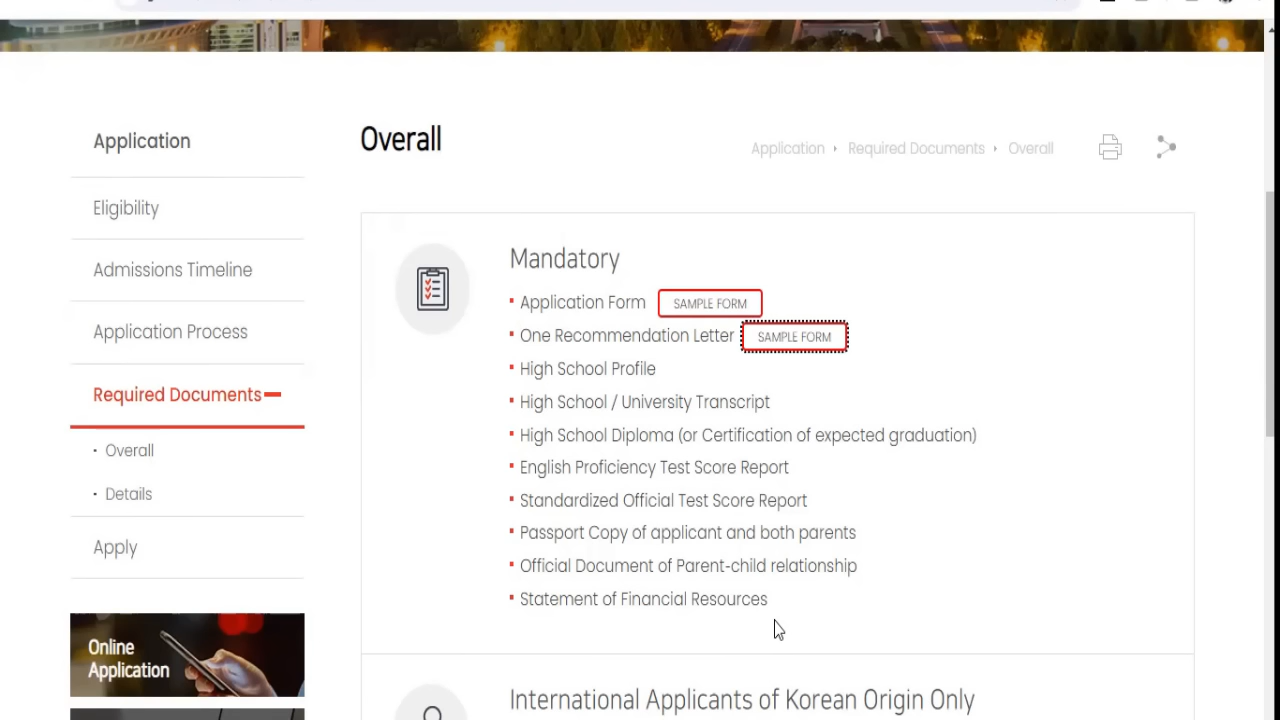 Application
Eligibility
Admissions Timeline
Application Process
Required Documents
Overall
Details
Apply
Online
Application
Overall
Application › Required Documents › Overall
Mandatory
Application Form SAMPLE FORM
One Recommendation Letter SAMPLE FORM
High School Profile
High School / University Transcript
High School Diploma (or Certification of expected graduation)
English Proficiency Test Score Report
Standardized Official Test Score Report
Passport Copy of applicant and both parents
Official Document of Parent-child relationship
Statement of Financial Resources
International Applicants of Korean Origin Only